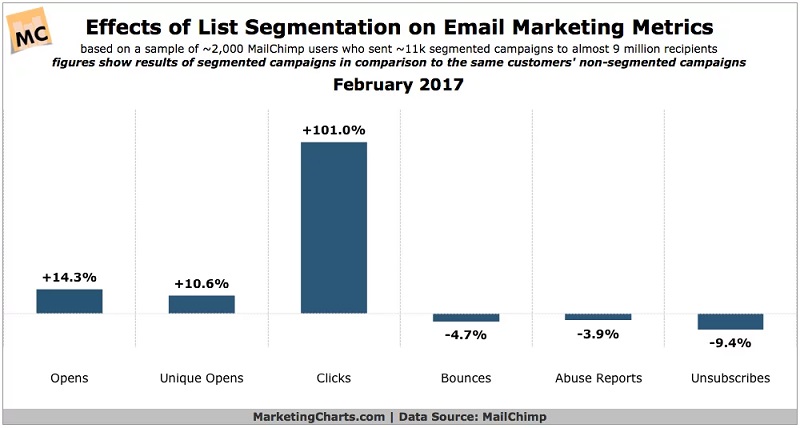 MC
Effects of List Segmentation on Email Marketing Metrics
based on a sample of ~2,000 MailChimp users who sent ~11k segmented campaigns to almost 9 million recipients
figures show results of segmented campaigns in comparison to the same customers' non-segmented campaigns
February 2017
+14.3%
+10.6%
+101.0%
-4.7%
-3.9%
-9.4%
Opens
Unique Opens
Clicks
Bounces
Abuse Reports
Unsubscribes
MarketingCharts.com | Data Source: MailChimp